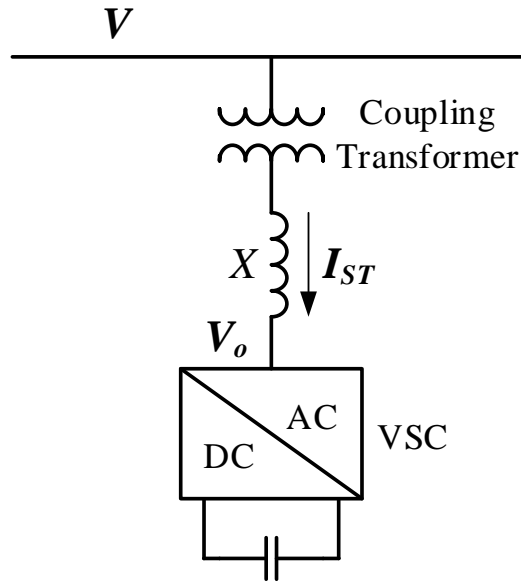 V
Coupling
Transformer
X
I_ST
V_o
AC
DC
VSC